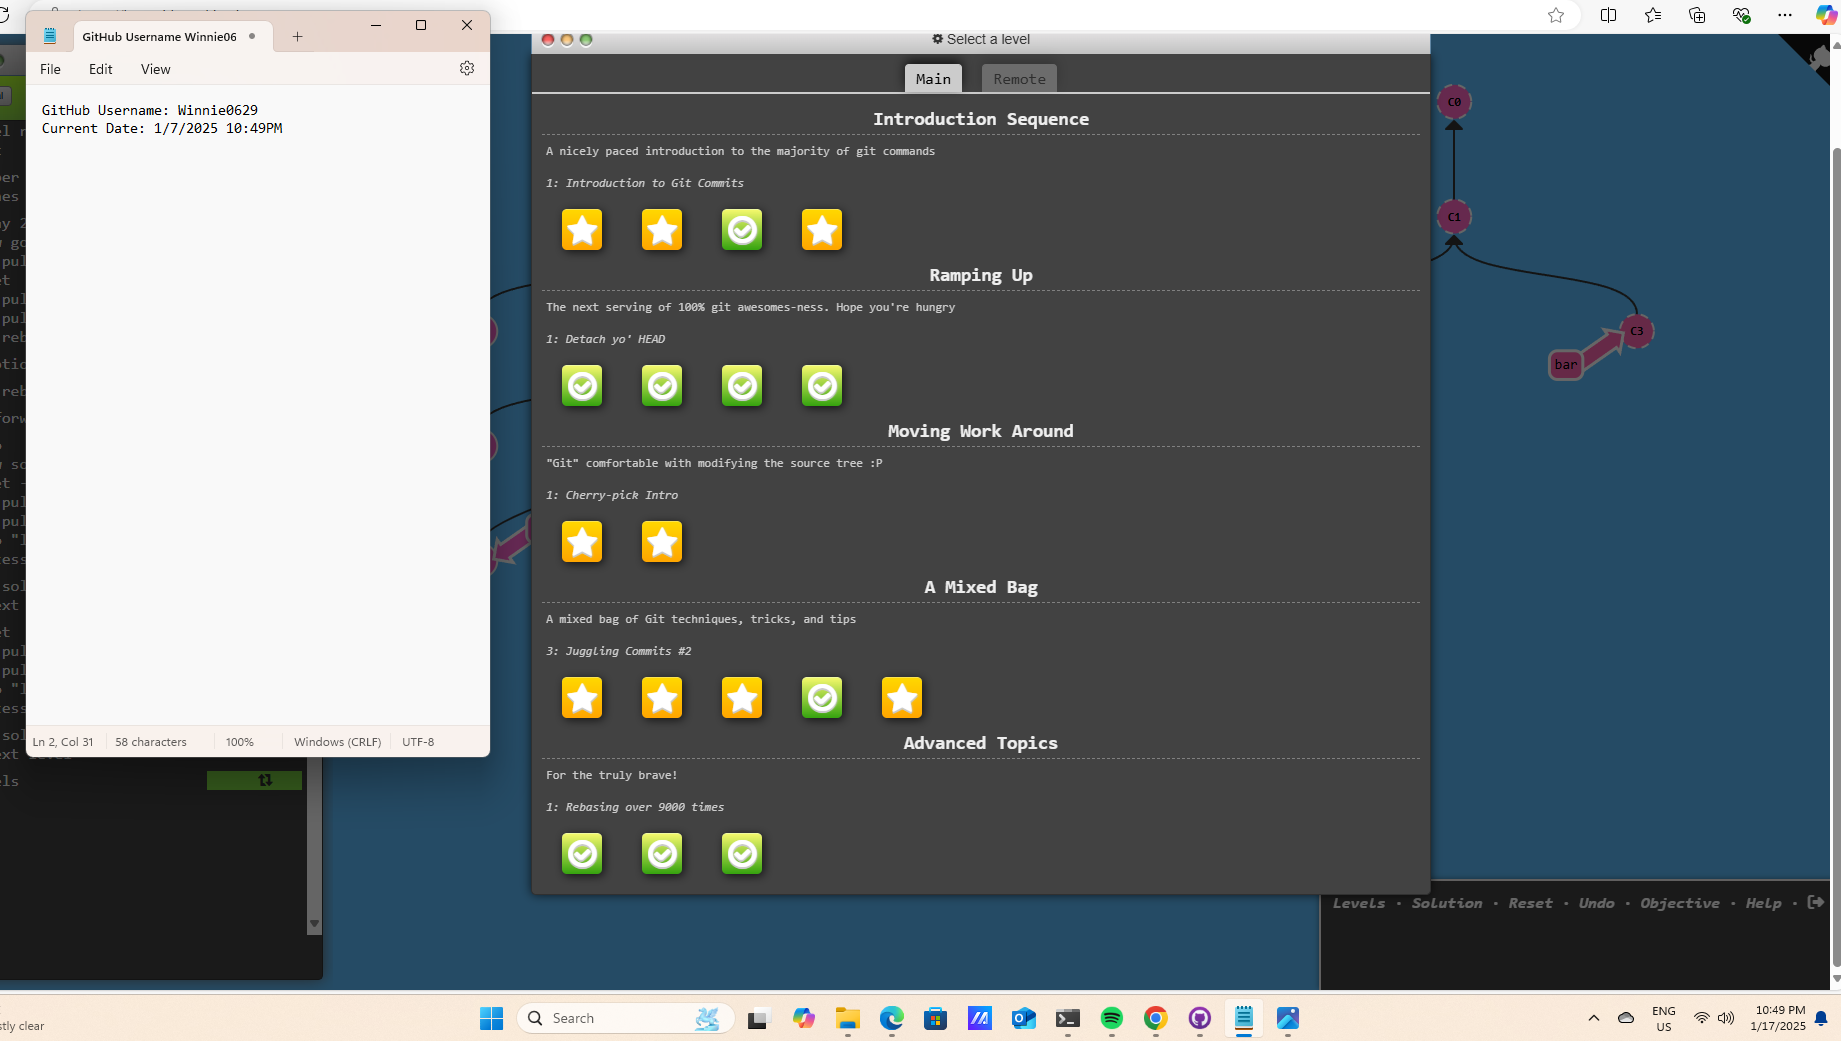 GitHub Username Winnie06
File Edit View
GitHub Username: Winnie0629
Current Date: 1/7/2025 10:49PM
Ln 2, Col 31 58 characters 100% Windows (CRLF) UTF-8
Select a level
Main Remote
Introduction Sequence
A nicely paced introduction to the majority of git commands
1: Introduction to Git Commits
Ramping Up
The next serving of 100% git awesomes-ness. Hope you're hungry
1: Detach yo' HEAD
Moving Work Around
"Git" comfortable with modifying the source tree :P
1: Cherry-pick Intro
A Mixed Bag
A mixed bag of Git techniques, tricks, and tips
3: Juggling Commits #2
Advanced Topics
For the truly brave!
1: Rebasing over 9000 times
C0
C1
C3
bar
Levels · Solution · Reset · Undo · Objective · Help ·
Search
ENG
US
10:49 PM
1/17/2025